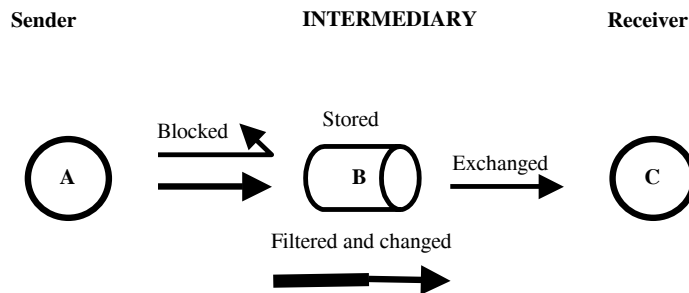 Sender INTERMEDIARY Receiver
Stored
Blocked
Exchanged
A B C
Filtered and changed